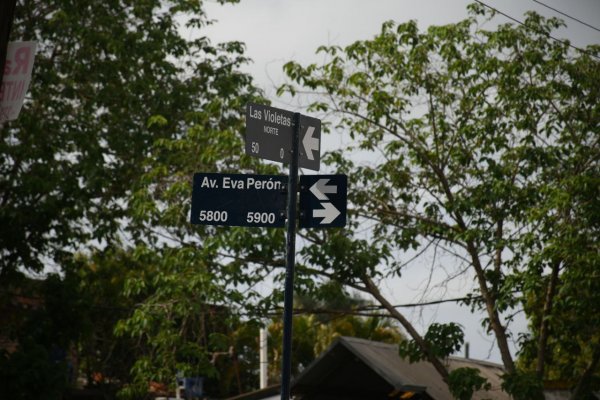 Las Violetas
NORTE
50 0
Av. Eva Perón.
5800 5900